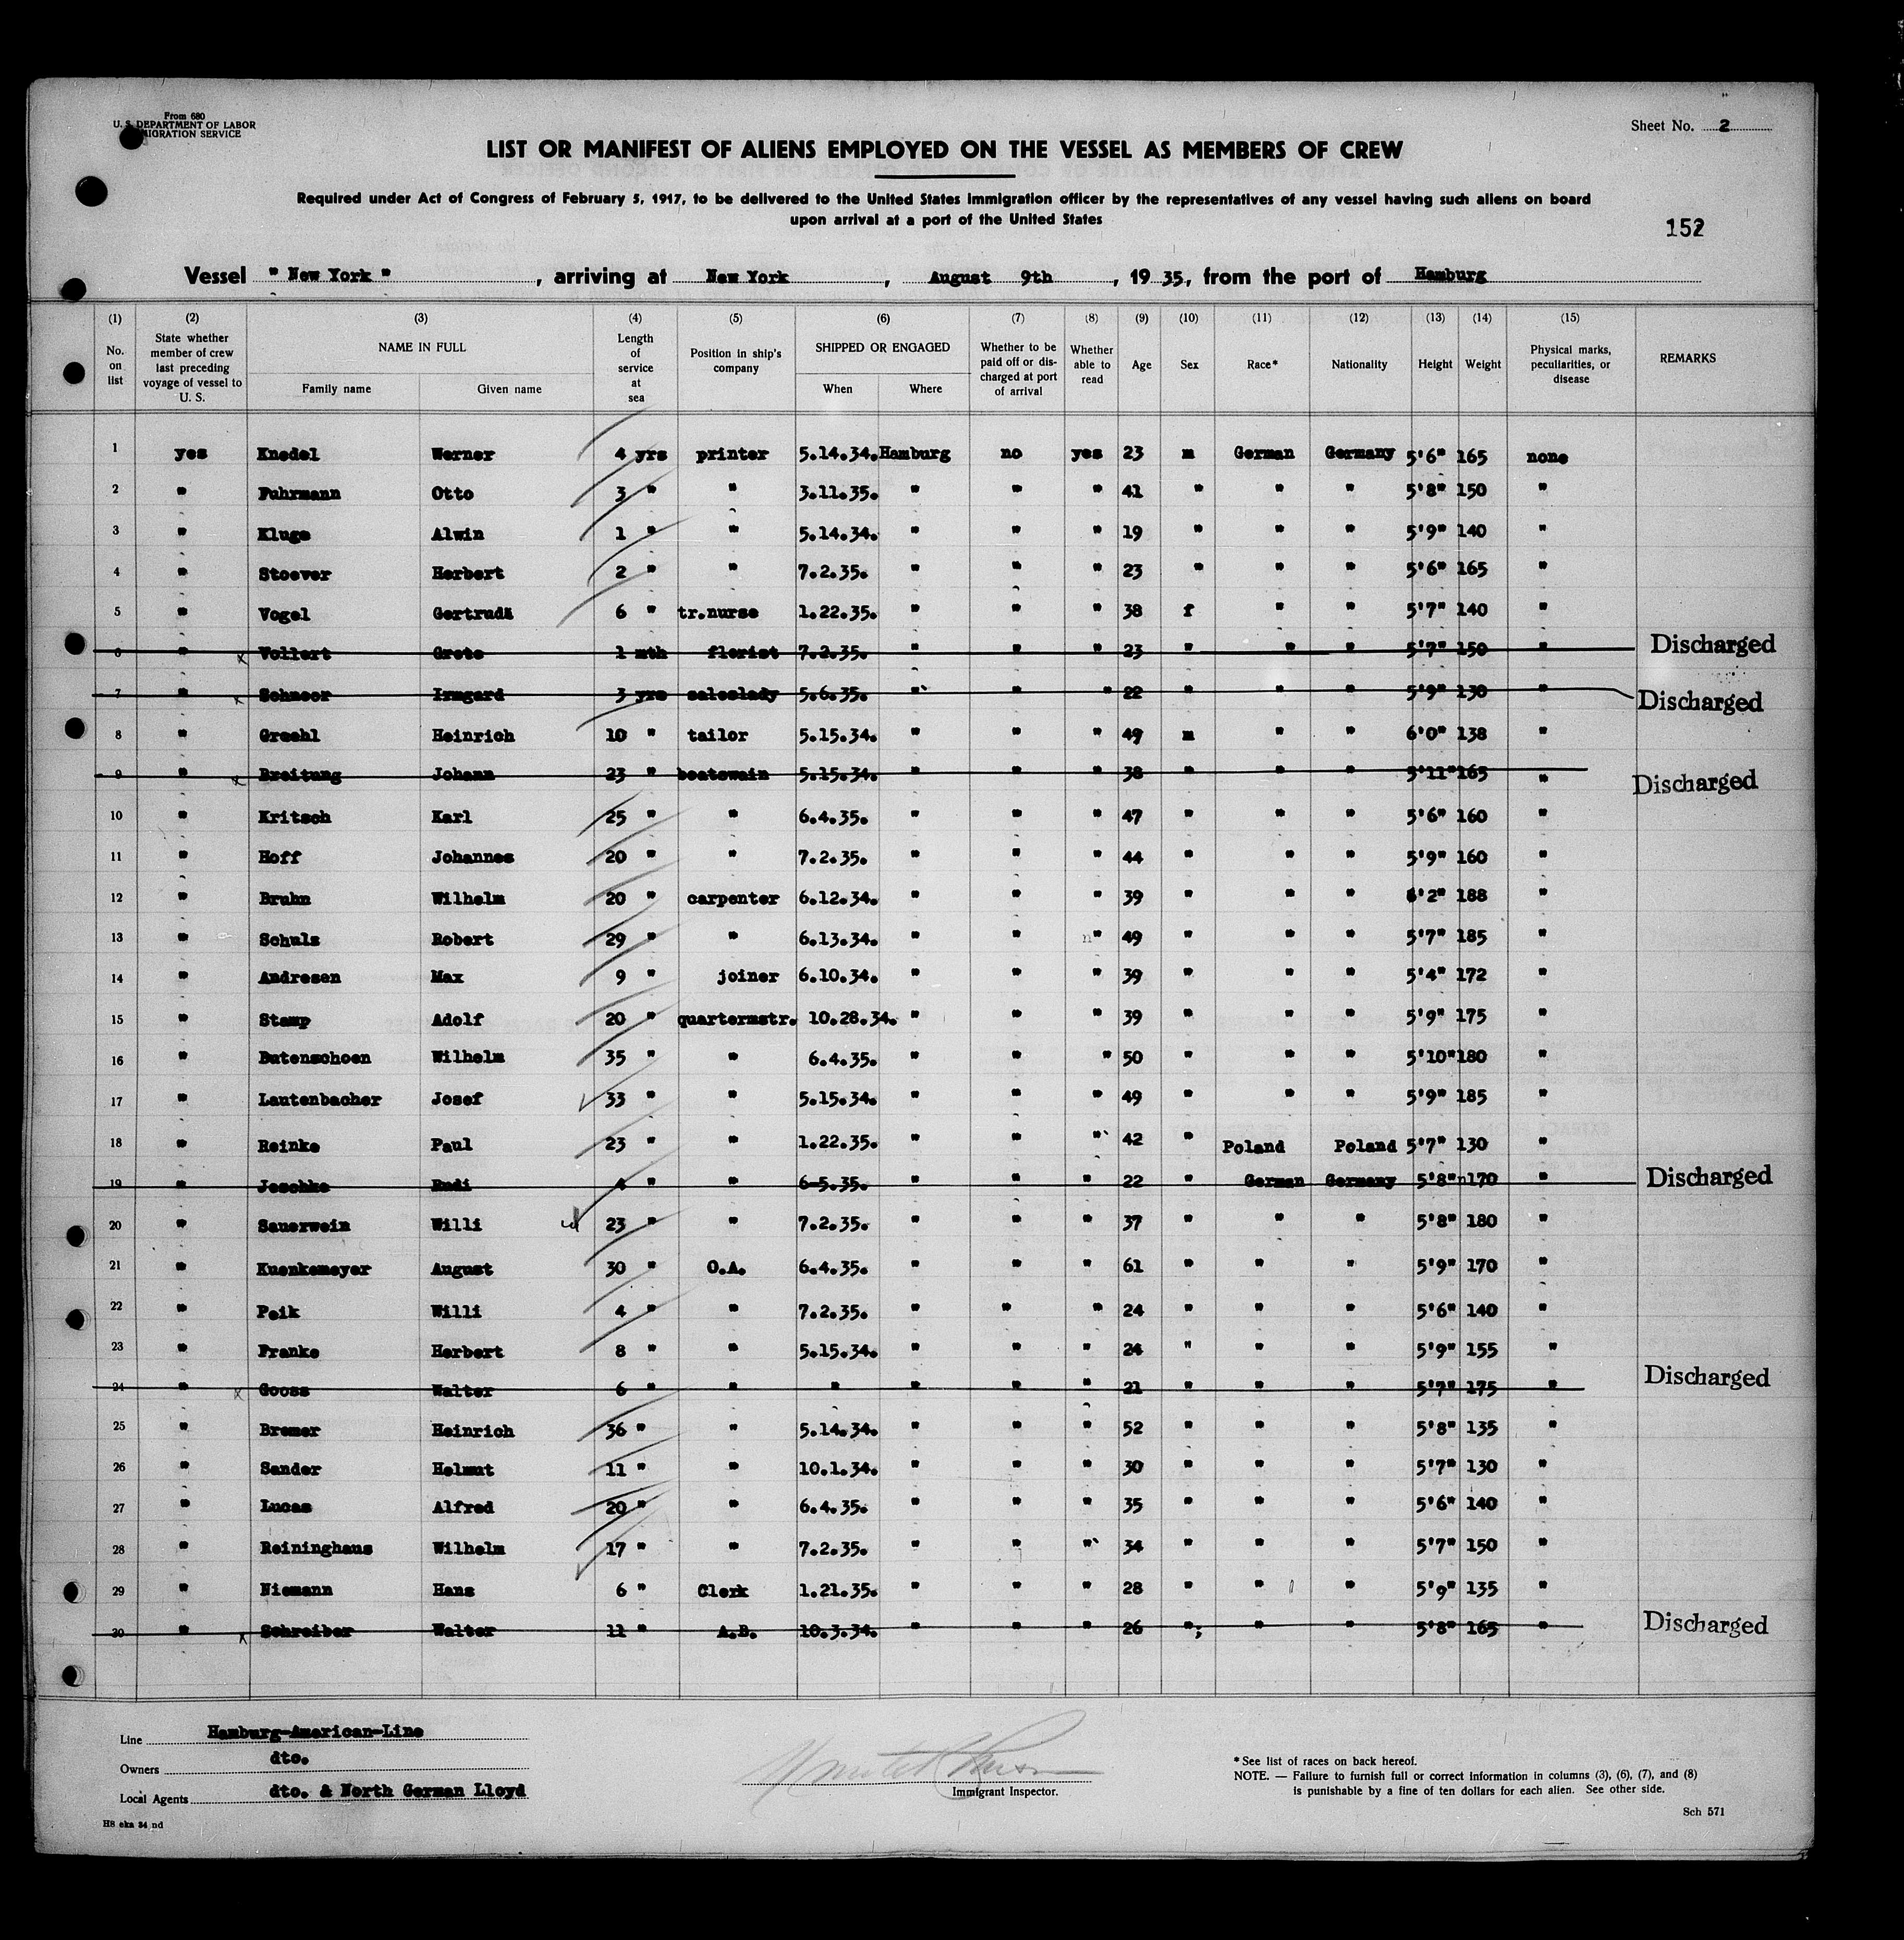 From 680
U. S. DEPARTMENT OF LABOR
MIGRATION SERVICE
Sheet No. 2
LIST OR MANIFEST OF ALIENS EMPLOYED ON THE VESSEL AS MEMBERS OF CREW
Required under Act of Congress of February 5, 1917, to be delivered to the United States immigration officer by the representatives of any vessel having such aliens on board
upon arrival at a port of the United States
152
Vessel " New York " , arriving at New York , August 9th , 19 35, from the port of Hamburg
(1) (2) (3) (4) (5) (6) (7) (8) (9) (10) (11) (12) (13) (14) (15)
No. on list State whether member of crew last preceding voyage of vessel to U. S. NAME IN FULL Family name Given name Length of service at sea Position in ship's company SHIPPED OR ENGAGED When Where Whether to be paid off or discharged at port of arrival Whether able to read Age Sex Race* Nationality Height Weight Physical marks, peculiarities, or disease REMARKS
1 yes Knedel Werner 4 yrs printer 5.14.34. Hamburg no yes 23 m German Germany 5'6" 165 none
2 " Fuhrmann Otto 3 " " 3.11.35. " " " 41 " " " 5'8" 150 "
3 " Kluge Alwin 1 " " 5.14.34. " " " 19 " " " 5'9" 140 "
4 " Stoever Herbert 2 " " 7.2.35. " " " 23 " " " 5'6" 165 "
5 " Vogel Gertrudä 6 " tr.nurse 1.22.35. " " " 38 f " " 5'7" 140 "
6 " Vollert Grete 1 mth florist 7.2.35. " " " 23 " " " 5'7" 150 " Discharged
7 " Schnoor Irmgard 3 yrs saleslady 5.6.35. " " " 22 " " " 5'9" 130 " Discharged
8 " Graehl Heinrich 10 " tailor 5.15.34. " " " 49 m " " 6'0" 138 "
9 " Breitung Johann 23 " boatswain 5.15.34. " " " 38 " " " 5'11" 165 " Discharged
10 " Kritsch Karl 25 " " 6.4.35. " " " 47 " " " 5'6" 160 "
11 " Hoff Johannes 20 " " 7.2.35. " " " 44 " " " 5'9" 160 "
12 " Bruhn Wilhelm 20 " carpenter 6.12.34. " " " 39 " " " 6'2" 188 "
13 " Schulz Robert 29 " " 6.13.34. " " " 49 " " " 5'7" 185 "
14 " Andresen Max 9 " joiner 6.10.34. " " " 39 " " " 5'4" 172 "
15 " Stamp Adolf 20 " quartermstr. 10.28.34. " " " 39 " " " 5'9" 175 "
16 " Butenschoen Wilhelm 35 " " 6.4.35. " " " 50 " " " 5'10" 180 "
17 " Lautenbacher Josef 33 " " 5.15.34. " " " 49 " " " 5'9" 185 "
18 " Reinke Paul 23 " " 1.22.35. " " " 42 " Poland Poland 5'7" 130 "
19 " Jeschke Rudi 4 " " 6-5.35. " " " 22 " German Germany 5'8" 170 " Discharged
20 " Sauerwein Willi 23 " " 7.2.35. " " " 37 " " " 5'8" 180 "
21 " Kuenkemeyer August 30 " O.A. 6.4.35. " " " 61 " " " 5'9" 170 "
22 " Peik Willi 4 " " 7.2.35. " " " 24 " " " 5'6" 140 "
23 " Franke Herbert 8 " " 5.15.34. " " " 24 " " " 5'9" 155 "
24 " Gooss Walter 6 " " " " " " 21 " " " 5'7" 175 " Discharged
25 " Bremer Heinrich 36 " " 5.14.34. " " " 52 " " " 5'8" 135 "
26 " Sander Helmut 11 " " 10.1.34. " " " 30 " " " 5'7" 130 "
27 " Lucas Alfred 20 " " 6.4.35. " " " 35 " " " 5'6" 140 "
28 " Reininghaus Wilhelm 17 " " 7.2.35. " " " 34 " " " 5'7" 150 "
29 " Niemann Hans 6 " Clerk 1.21.35. " " " 28 " " " 5'9" 135 "
30 " Schreiber Walter 11 " A.B. 10.3.34. " " " 26 "; " " 5'8" 165 " Discharged
Line Hamburg-American-Line
Owners dto.
Local Agents dto. & North German Lloyd
H8 eka 34 nd
Immigrant Inspector.
* See list of races on back hereof.
NOTE. — Failure to furnish full or correct information in columns (3), (6), (7), and (8)
is punishable by a fine of ten dollars for each alien. See other side.
Sch 571